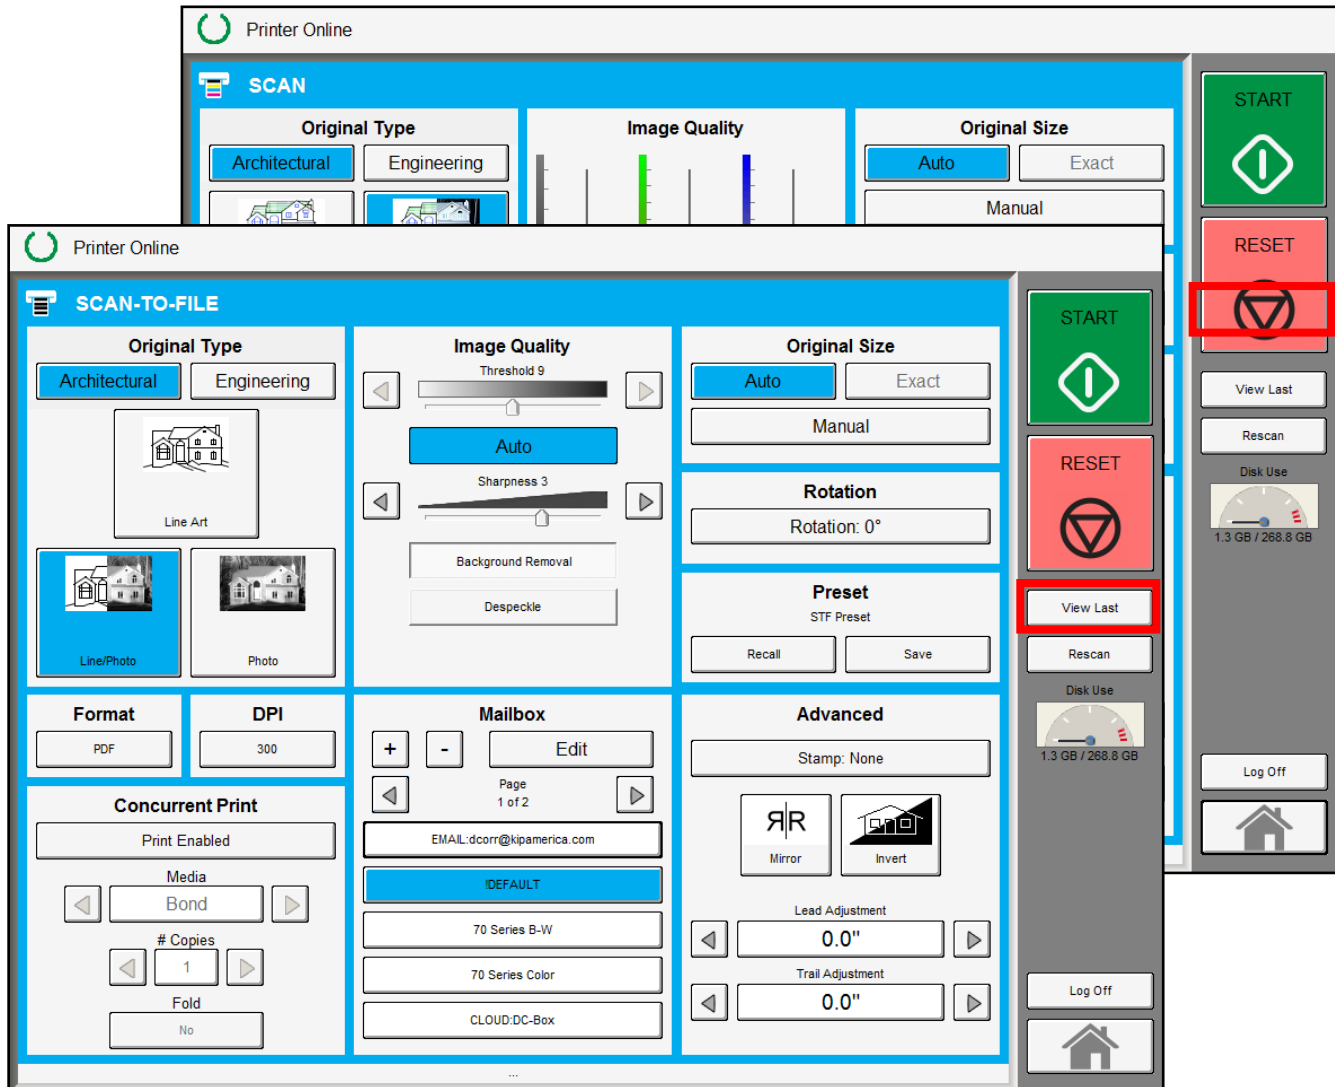 Printer Online
SCAN
Original Type
Architectural Engineering
Image Quality
Original Size
Auto Exact
Manual
START
RESET
View Last
Rescan
Disk Use
1.3 GB / 268.8 GB
Log Off
Printer Online
SCAN-TO-FILE
Original Type
Architectural Engineering
Line Art
Line/Photo Photo
Image Quality
Threshold 9
Auto
Sharpness 3
Background Removal
Despeckle
Original Size
Auto Exact
Manual
Rotation
Rotation: 0°
Preset
STF Preset
Recall Save
Format
PDF
DPI
300
Concurrent Print
Print Enabled
Media
Bond
# Copies
1
Fold
No
Mailbox
+ - Edit
Page
1 of 2
EMAIL:dcorr@kipamerica.com
!DEFAULT
70 Series B-W
70 Series Color
CLOUD:DC-Box
Advanced
Stamp: None
ЯR
Mirror Invert
Lead Adjustment
0.0"
Trail Adjustment
0.0"
...
START
RESET
View Last
Rescan
Disk Use
1.3 GB / 268.8 GB
Log Off